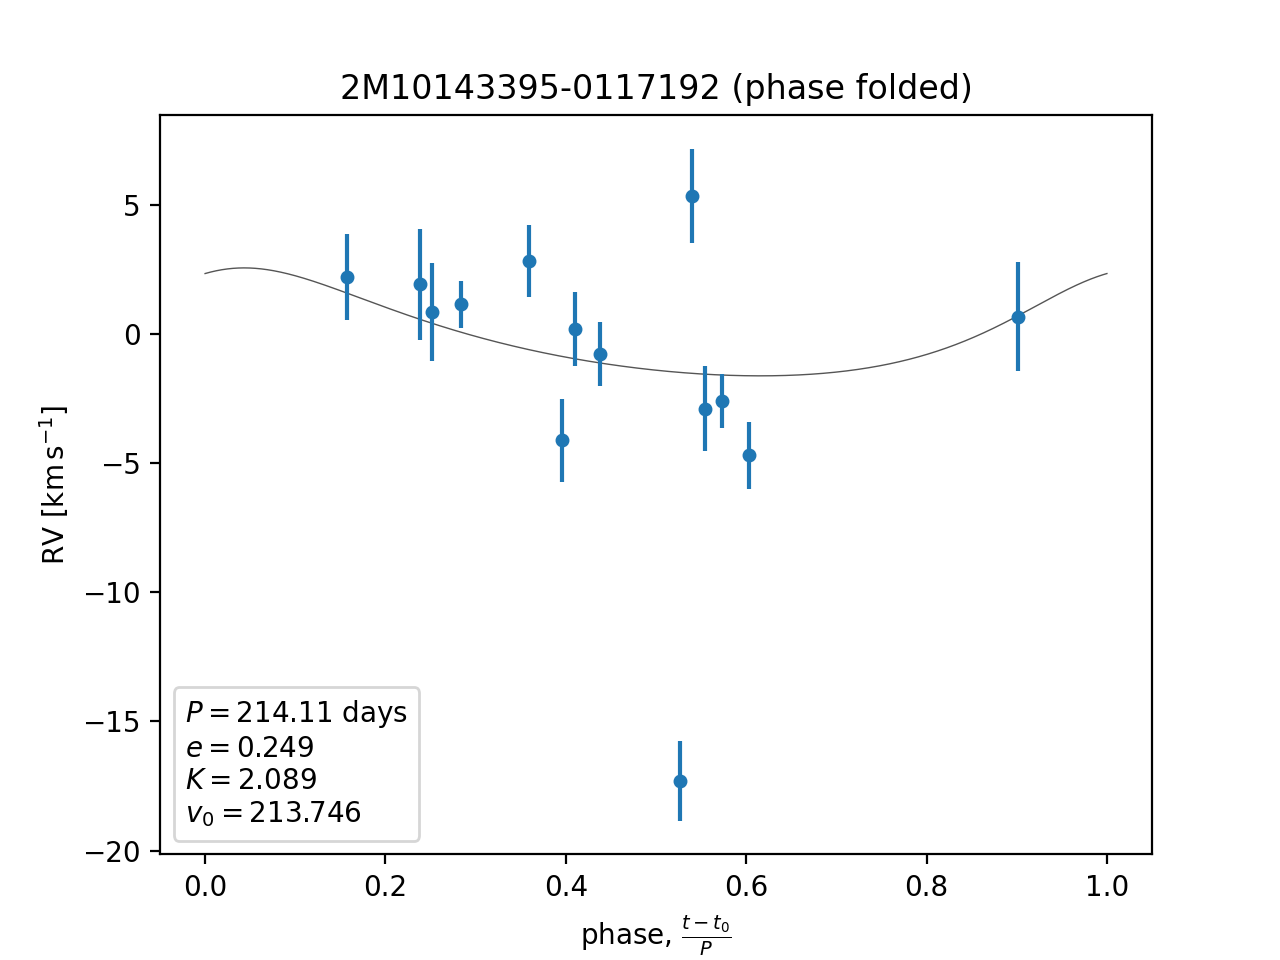 2M10143395-0117192 (phase folded)
5
0
−5
−10
−15
−20
RV [km s⁻¹]
P = 214.11 days
e = 0.249
K = 2.089
v₀ = 213.746
0.0 0.2 0.4 0.6 0.8 1.0
phase, (t − t₀)/P